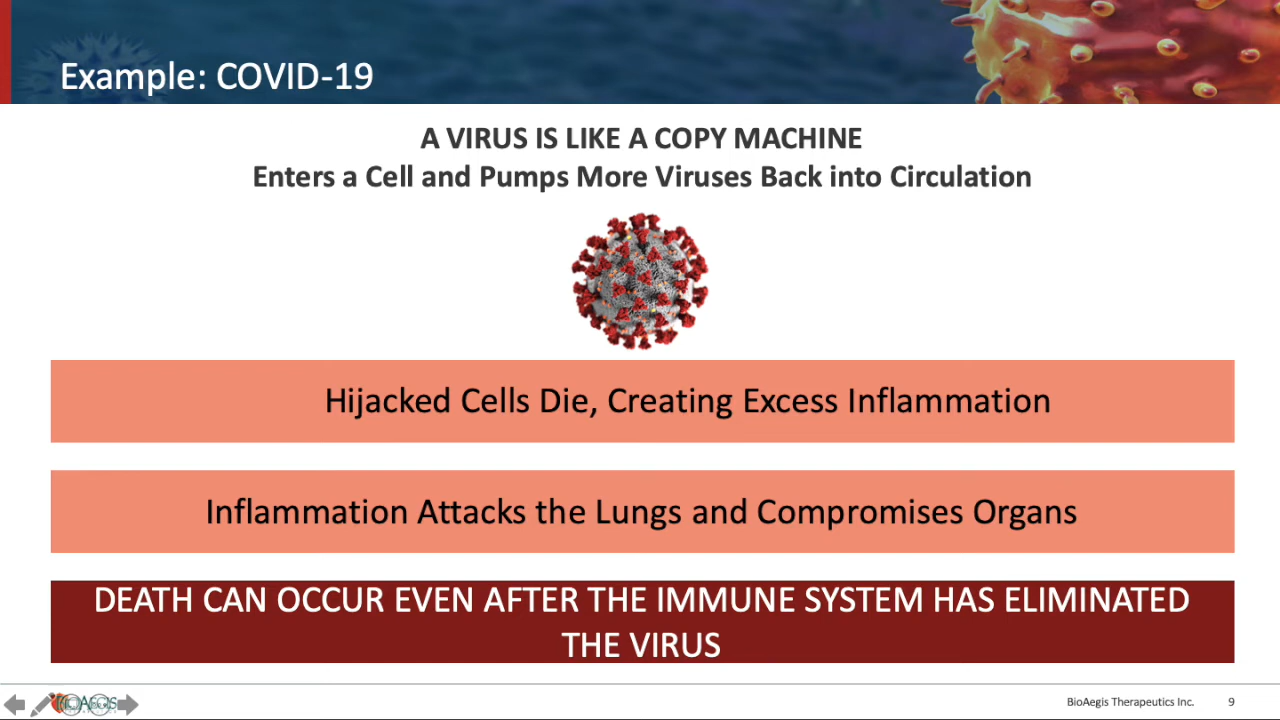 Example: COVID-19
A VIRUS IS LIKE A COPY MACHINE
Enters a Cell and Pumps More Viruses Back into Circulation
Hijacked Cells Die, Creating Excess Inflammation
Inflammation Attacks the Lungs and Compromises Organs
DEATH CAN OCCUR EVEN AFTER THE IMMUNE SYSTEM HAS ELIMINATED
THE VIRUS
BioAegis Therapeutics Inc.
9